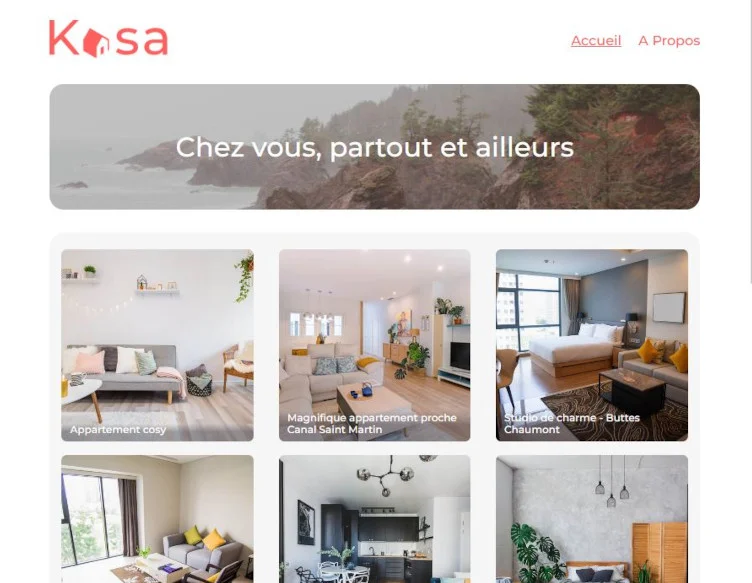 Kasa
Accueil
A Propos
Chez vous, partout et ailleurs
Appartement cosy
Magnifique appartement proche
Canal Saint Martin
Studio de charme - Buttes
Chaumont